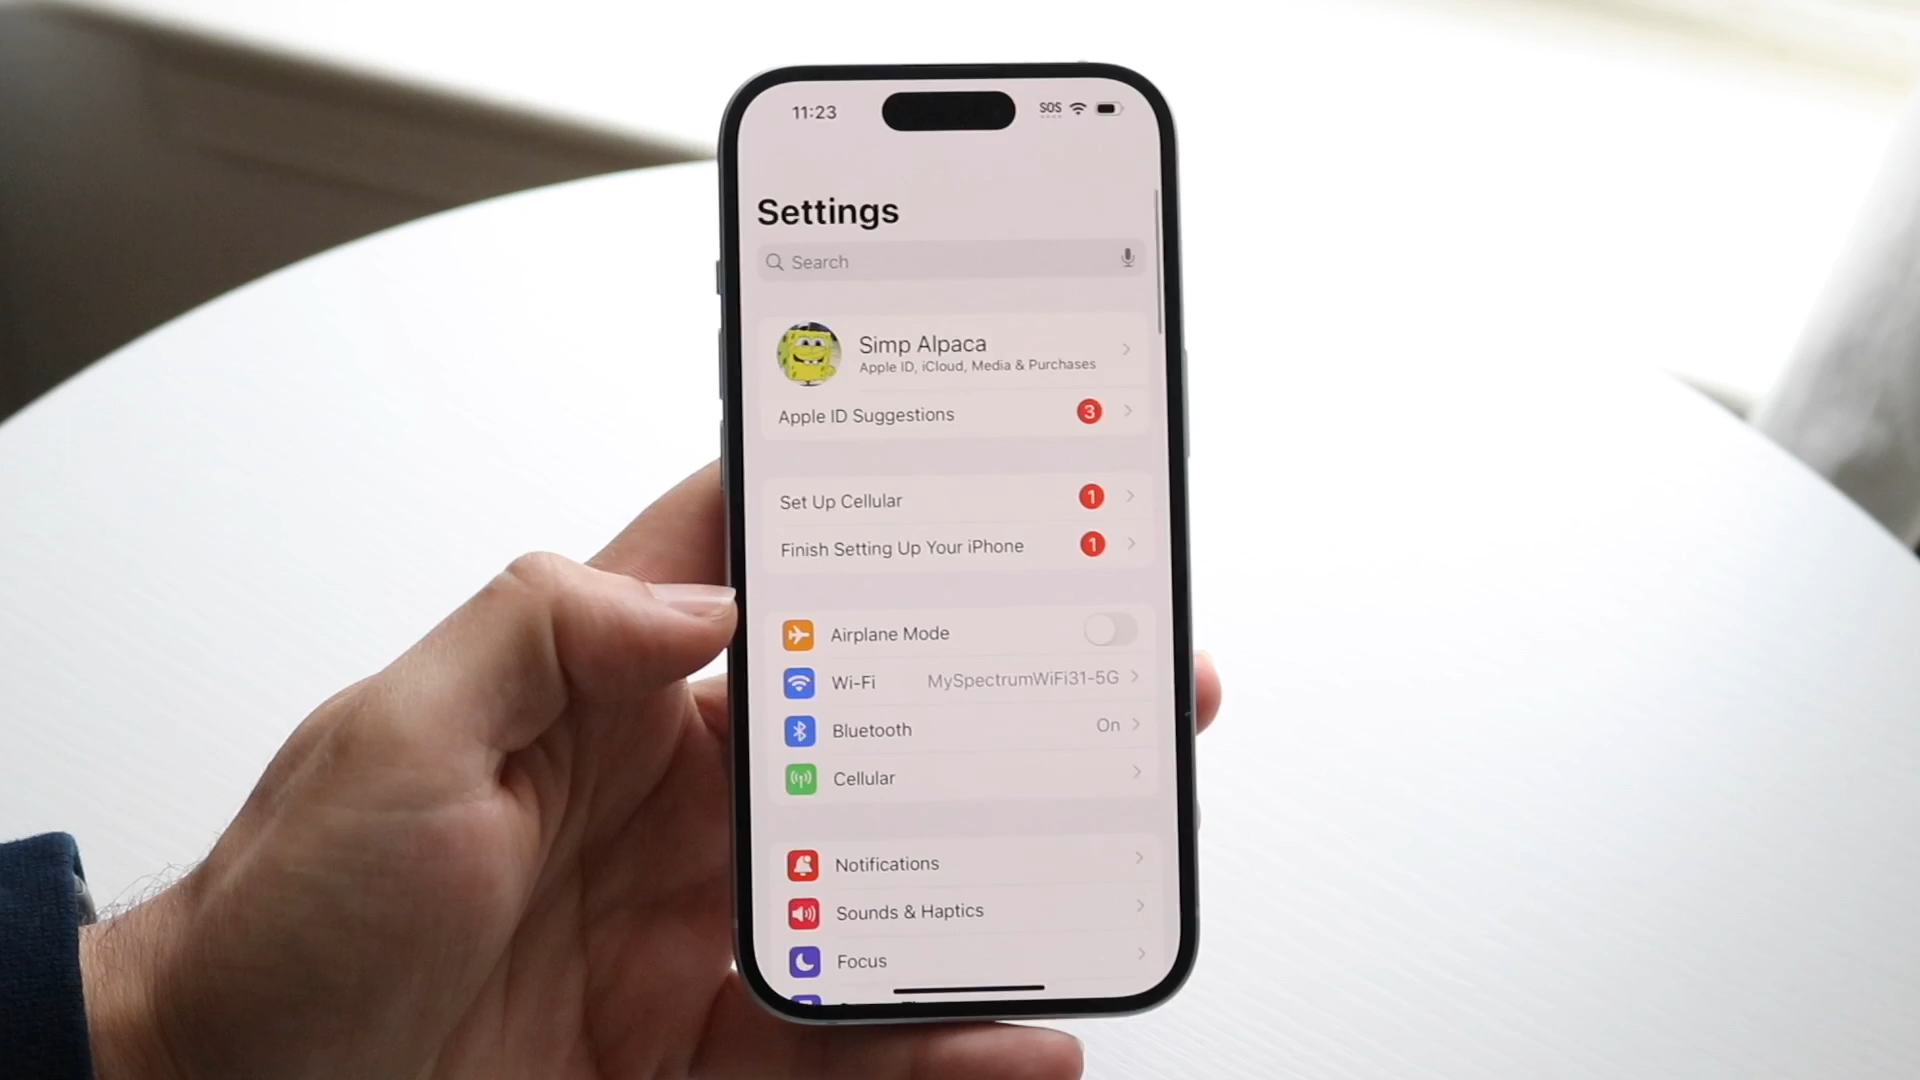 11:23 SOS
Settings
Search
Simp Alpaca
Apple ID, iCloud, Media & Purchases
Apple ID Suggestions 3
Set Up Cellular 1
Finish Setting Up Your iPhone 1
Airplane Mode
Wi-Fi MySpectrumWiFi31-5G
Bluetooth On
Cellular
Notifications
Sounds & Haptics
Focus